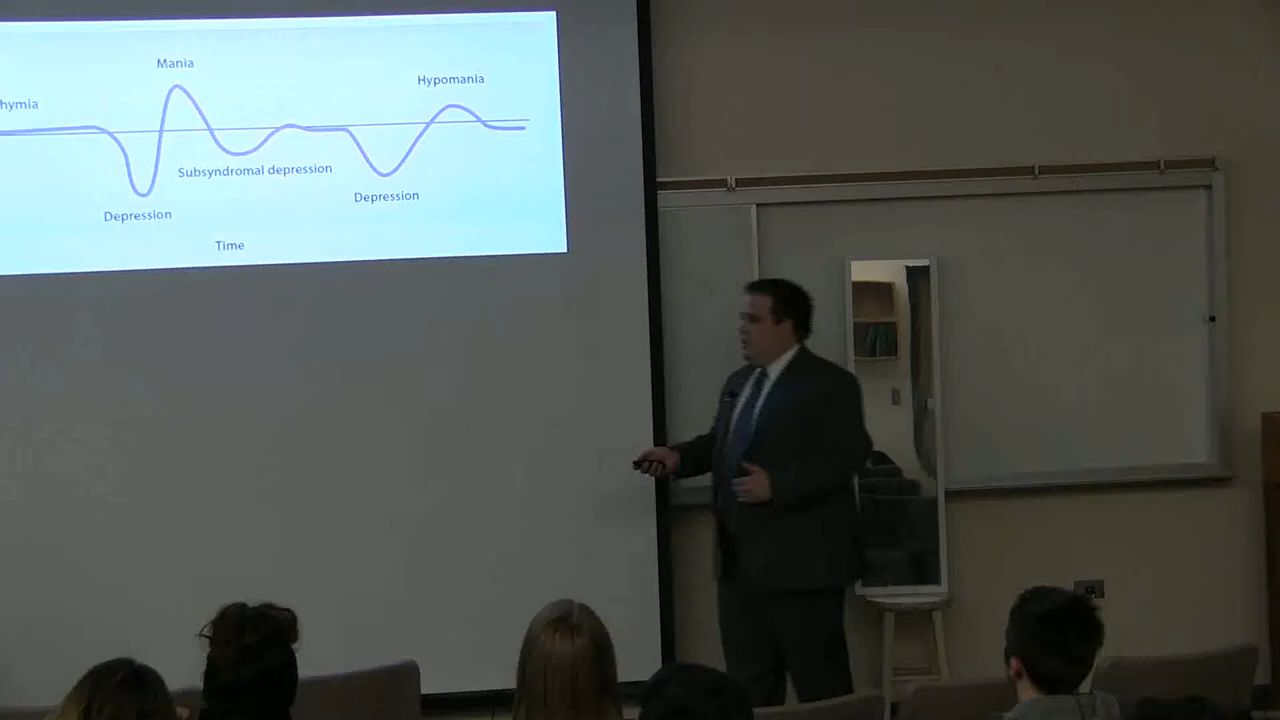 Mania
Hypomania
hymia
Subsyndromal depression
Depression
Depression
Time